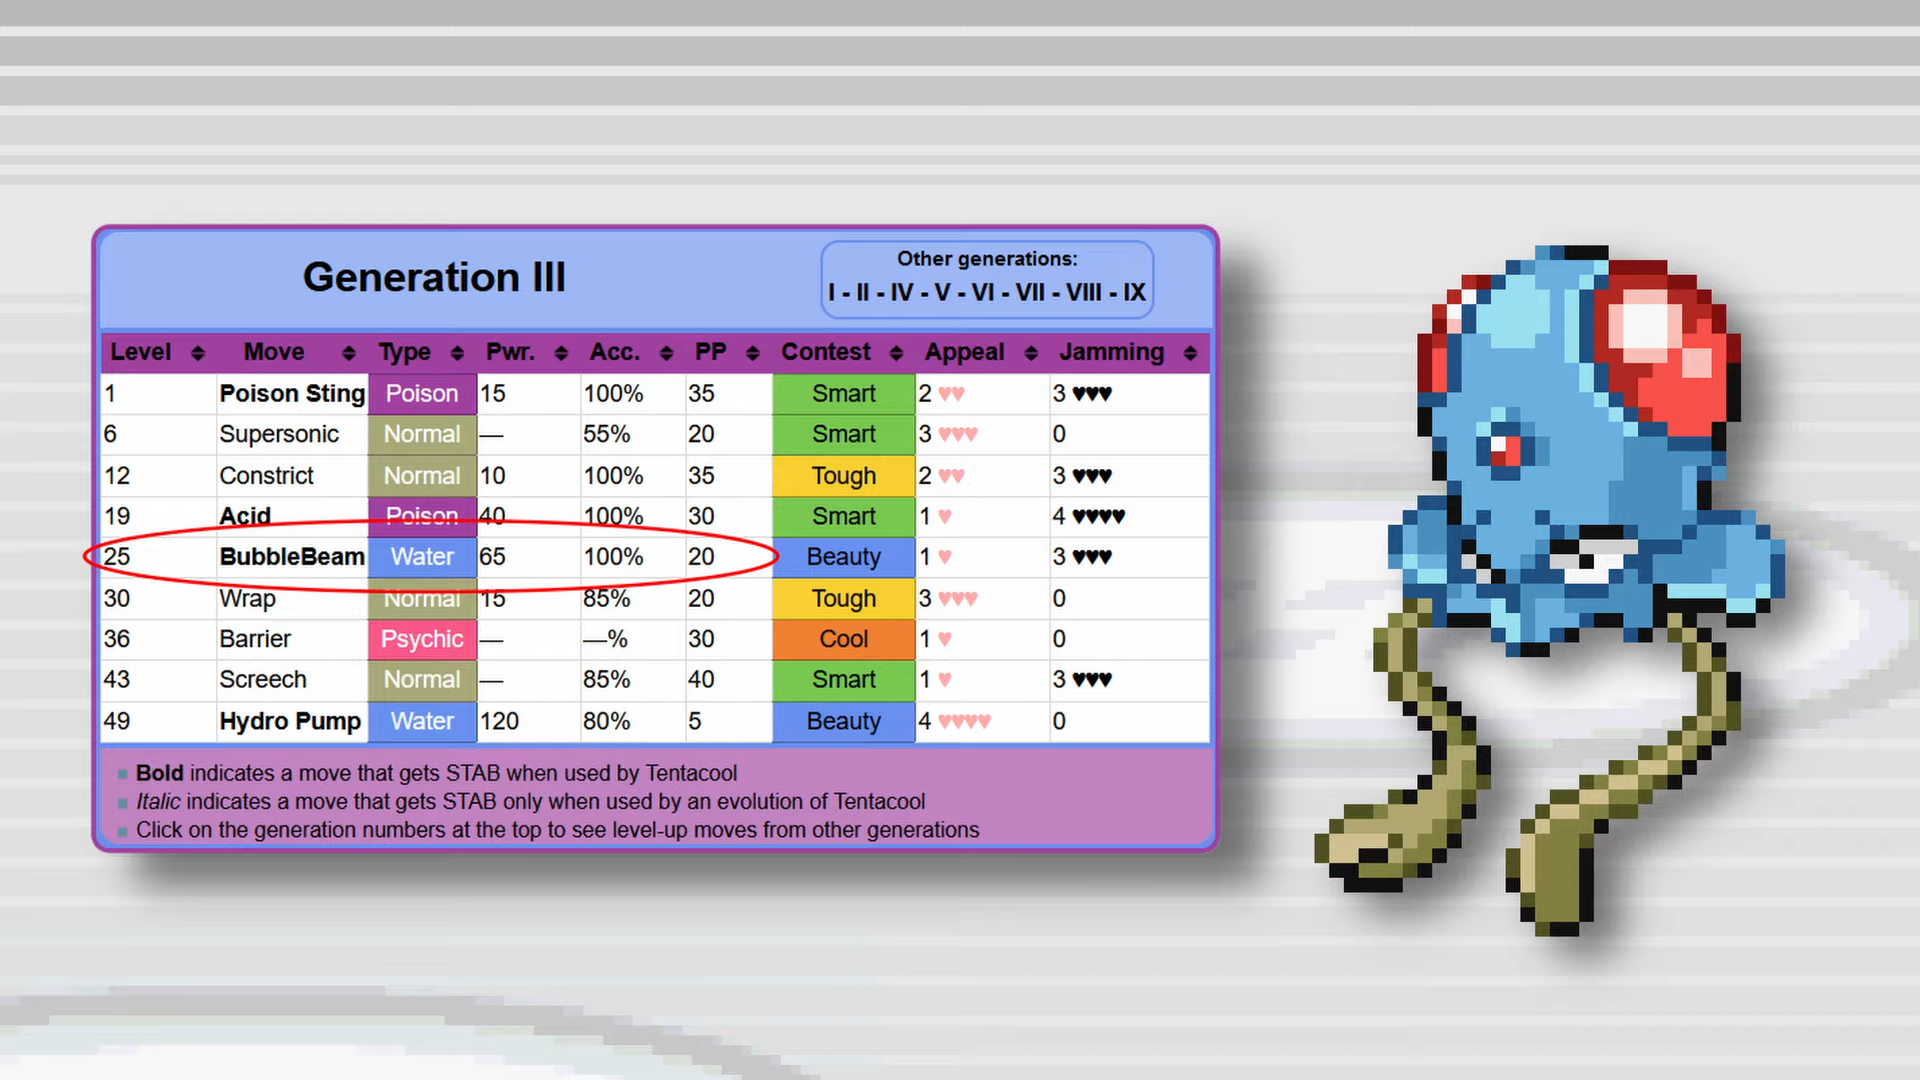 Generation III
Other generations:
I - II - IV - V - VI - VII - VIII - IX
Level Move Type Pwr. Acc. PP Contest Appeal Jamming
1 Poison Sting Poison 15 100% 35 Smart 2 ♥♥ 3 ♥♥♥
6 Supersonic Normal — 55% 20 Smart 3 ♥♥♥ 0
12 Constrict Normal 10 100% 35 Tough 2 ♥♥ 3 ♥♥♥
19 Acid Poison 40 100% 30 Smart 1 ♥ 4 ♥♥♥♥
25 BubbleBeam Water 65 100% 20 Beauty 1 ♥ 3 ♥♥♥
30 Wrap Normal 15 85% 20 Tough 3 ♥♥♥ 0
36 Barrier Psychic — —% 30 Cool 1 ♥ 0
43 Screech Normal — 85% 40 Smart 1 ♥ 3 ♥♥♥
49 Hydro Pump Water 120 80% 5 Beauty 4 ♥♥♥♥ 0
Bold indicates a move that gets STAB when used by Tentacool
Italic indicates a move that gets STAB only when used by an evolution of Tentacool
Click on the generation numbers at the top to see level-up moves from other generations